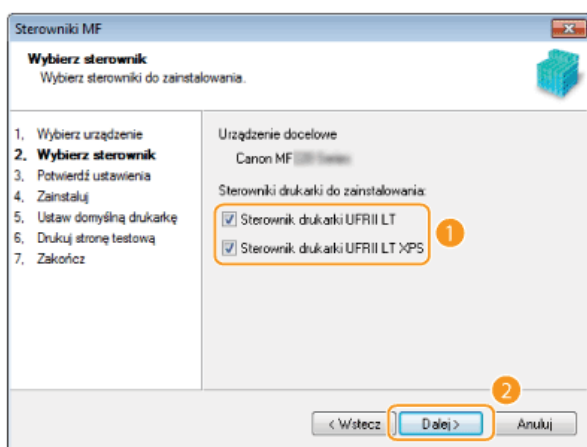 Sterowniki MF
Wybierz sterownik
Wybierz sterowniki do zainstalowania.
1. Wybierz urządzenie
2. Wybierz sterownik
3. Potwierdź ustawienia
4. Zainstaluj
5. Ustaw domyślną drukarkę
6. Drukuj stronę testową
7. Zakończ
Urządzenie docelowe
Canon MF
Sterowniki drukarki do zainstalowania:
Sterownik drukarki UFRII LT
Sterownik drukarki UFRII LT XPS
1
2
< Wstecz
Dalej >
Anuluj